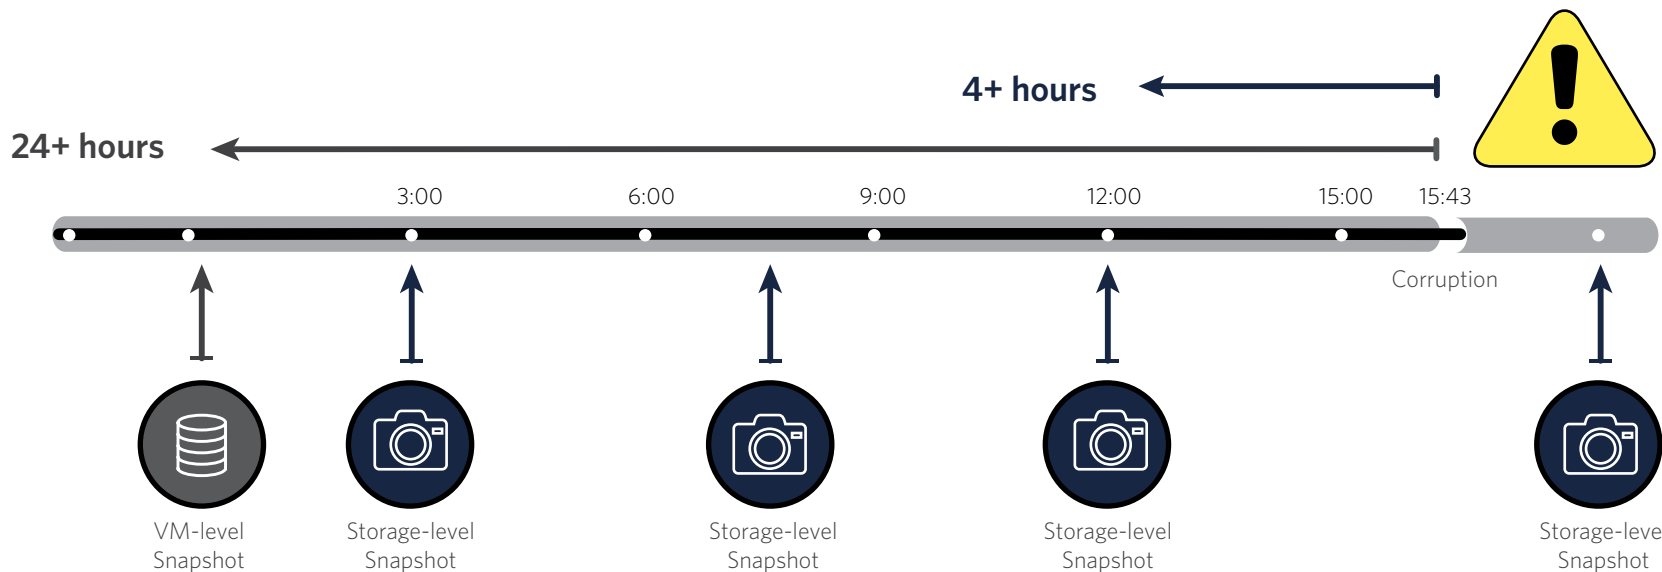 4+ hours
24+ hours
3:00
6:00
9:00
12:00
15:00
15:43
Corruption
VM-level
Snapshot
Storage-level
Snapshot
Storage-level
Snapshot
Storage-level
Snapshot
Storage-leve
Snapshot